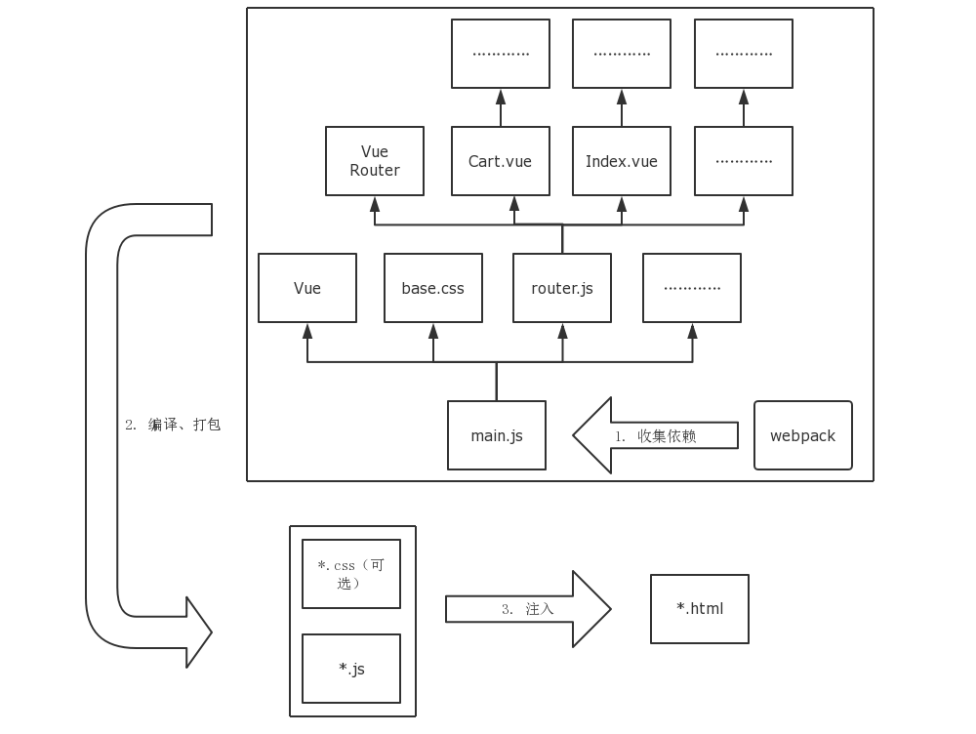 …………
…………
…………
Vue
Router
Cart.vue
Index.vue
…………
Vue
base.css
router.js
…………
2. 编译、打包
main.js
1. 收集依赖
webpack
*.css（可
选）
3. 注入
*.html
*.js